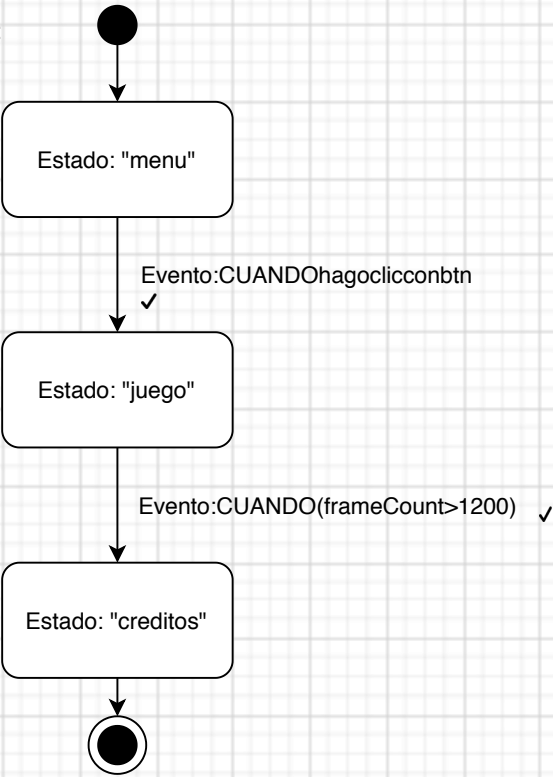 Estado: "menu"
Evento:CUANDOhagoclicconbtn
✓
Estado: "juego"
Evento:CUANDO(frameCount>1200) ✓
Estado: "creditos"